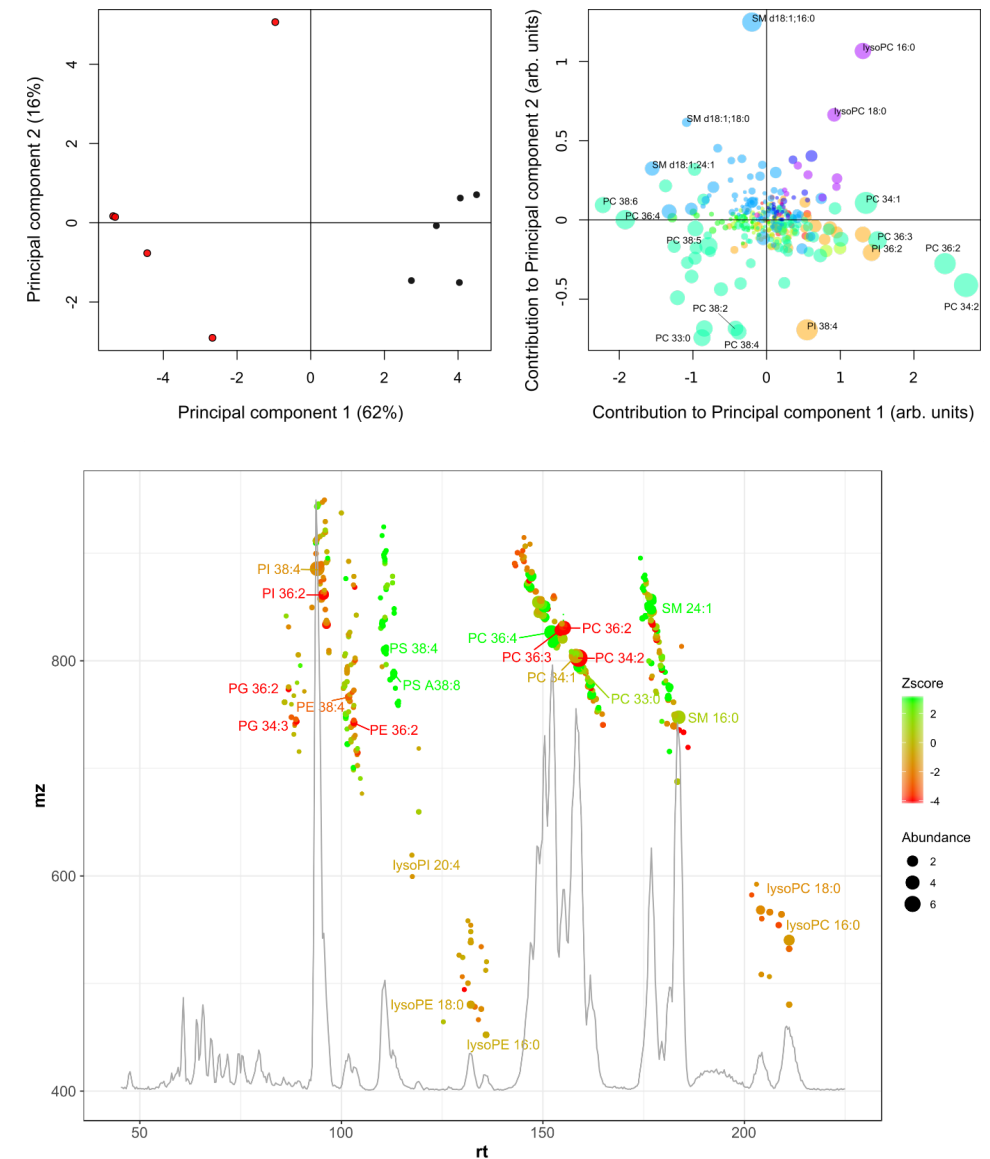 Principal component 2 (16%)
4
2
0
-2
-4
-2
0
2
4
Principal component 1 (62%)
Contribution to Principal component 2 (arb. units)
1
0.5
0
-0.5
SM d18:1;16:0
lysoPC 16:0
lysoPC 18:0
SM d18:1;18:0
SM d18:1;24:1
PC 38:6
PC 36:4
PC 34:1
PC 38:5
PC 36:3
PI 36:2
PC 36:2
PC 34:2
PC 38:2
PI 38:4
PC 33:0
PC 38:4
-2
-1
0
1
2
Contribution to Principal component 1 (arb. units)
mz
800
600
400
PI 38:4
PI 36:2
PS 38:4
PC 36:4
PC 36:2
SM 24:1
PC 36:3
PC 34:2
PG 36:2
PS A38:8
PC 34:1
PE 38:4
PC 33:0
PG 34:3
PE 36:2
SM 16:0
lysoPI 20:4
lysoPC 18:0
lysoPC 16:0
lysoPE 18:0
lysoPE 16:0
50
100
150
200
rt
Zscore
2
0
-2
-4
Abundance
2
4
6